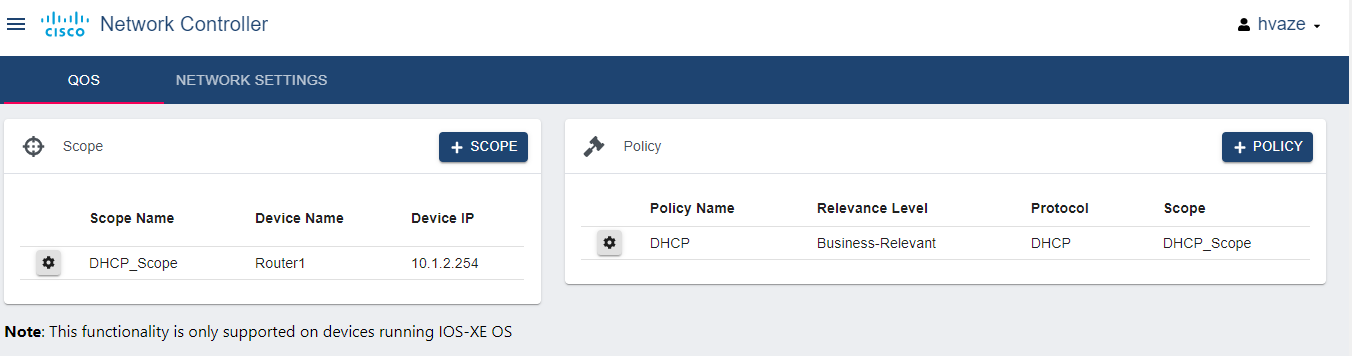 cisco Network Controller hvaze
QOS NETWORK SETTINGS
Scope + SCOPE
Scope Name Device Name Device IP
DHCP_Scope Router1 10.1.2.254
Policy + POLICY
Policy Name Relevance Level Protocol Scope
DHCP Business-Relevant DHCP DHCP_Scope
Note: This functionality is only supported on devices running IOS-XE OS